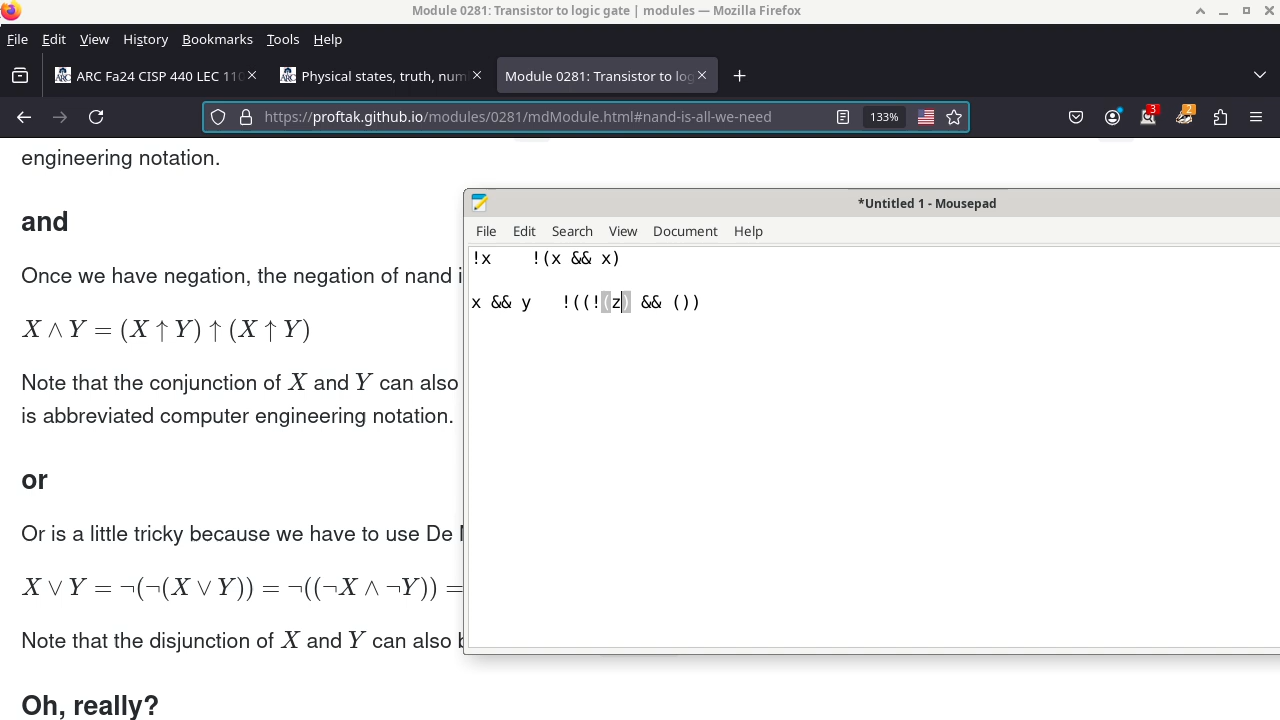 Module 0281: Transistor to logic gate | modules — Mozilla Firefox
File Edit View History Bookmarks Tools Help
ARC Fa24 CISP 440 LEC 110
Physical states, truth, num
Module 0281: Transistor to log
https://proftak.github.io/modules/0281/mdModule.html#nand-is-all-we-need
133%
3
2
engineering notation.
and
Once we have negation, the negation of nand i
X ∧ Y = (X ↑ Y) ↑ (X ↑ Y)
Note that the conjunction of X and Y can also
is abbreviated computer engineering notation.
or
Or is a little tricky because we have to use De M
X ∨ Y = ¬(¬(X ∨ Y)) = ¬((¬X ∧ ¬Y)) =
Note that the disjunction of X and Y can also b
Oh, really?
*Untitled 1 - Mousepad
File Edit Search View Document Help
!x    !(x && x)
x && y   !((!(z) && ())